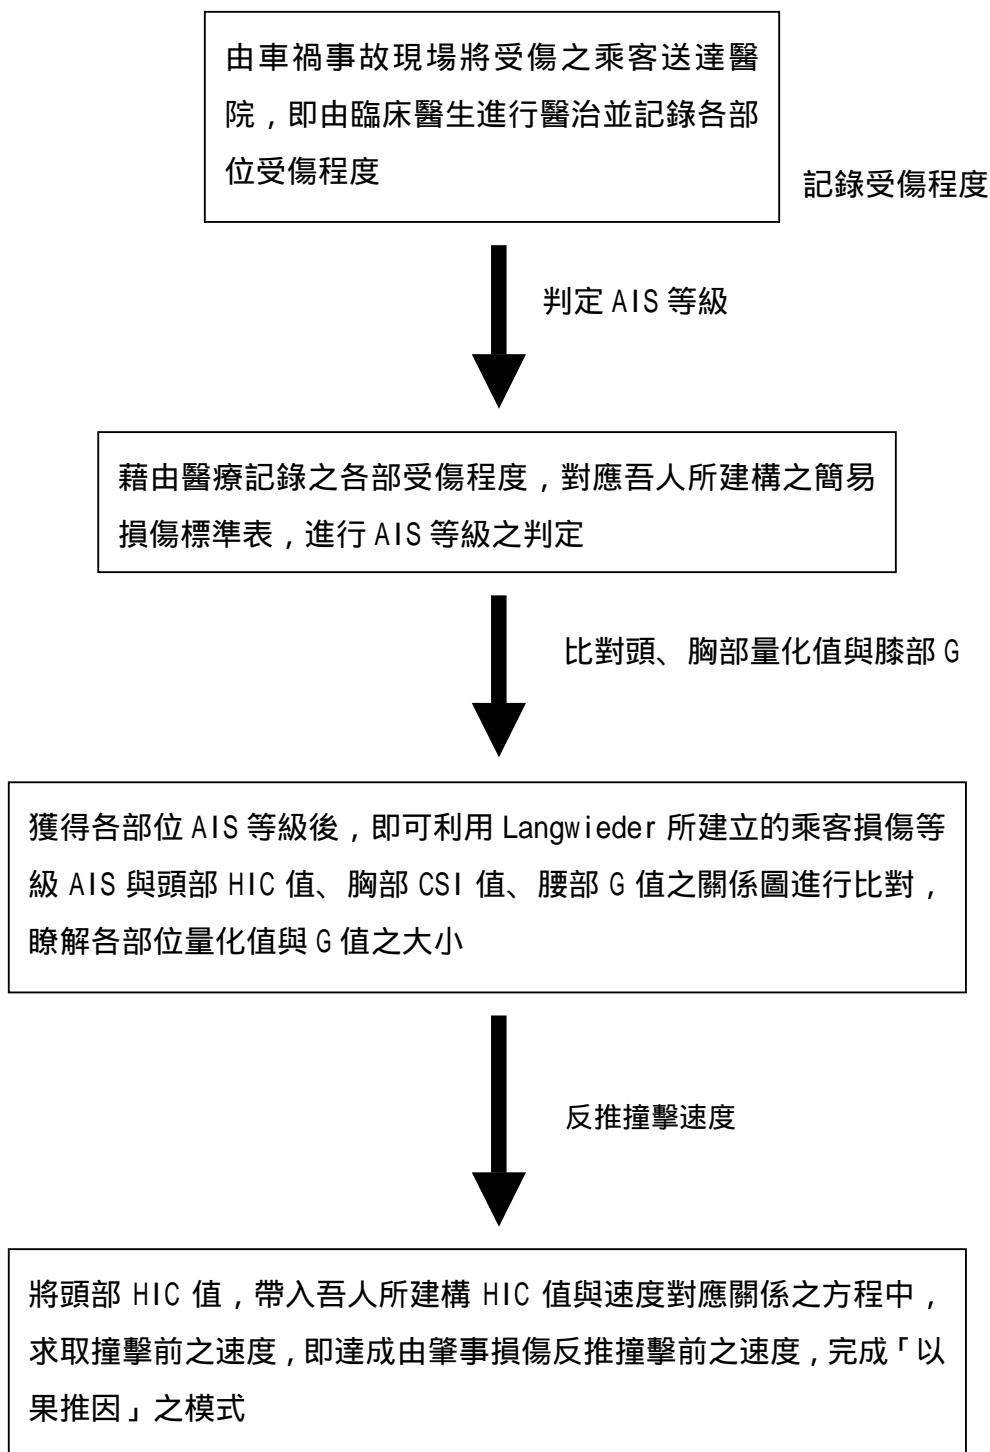 由車禍事故現場將受傷之乘客送達醫
院，即由臨床醫生進行醫治並記錄各部
位受傷程度
記錄受傷程度
判定 AIS 等級
藉由醫療記錄之各部受傷程度，對應吾人所建構之簡易
損傷標準表，進行 AIS 等級之判定
比對頭、胸部量化值與膝部 G
獲得各部位 AIS 等級後，即可利用 Langwieder 所建立的乘客損傷等
級 AIS 與頭部 HIC 值、胸部 CSI 值、腰部 G 值之關係圖進行比對，
瞭解各部位量化值與 G 值之大小
反推撞擊速度
將頭部 HIC 值，帶入吾人所建構 HIC 值與速度對應關係之方程中，
求取撞擊前之速度，即達成由肇事損傷反推撞擊前之速度，完成「以
果推因」之模式